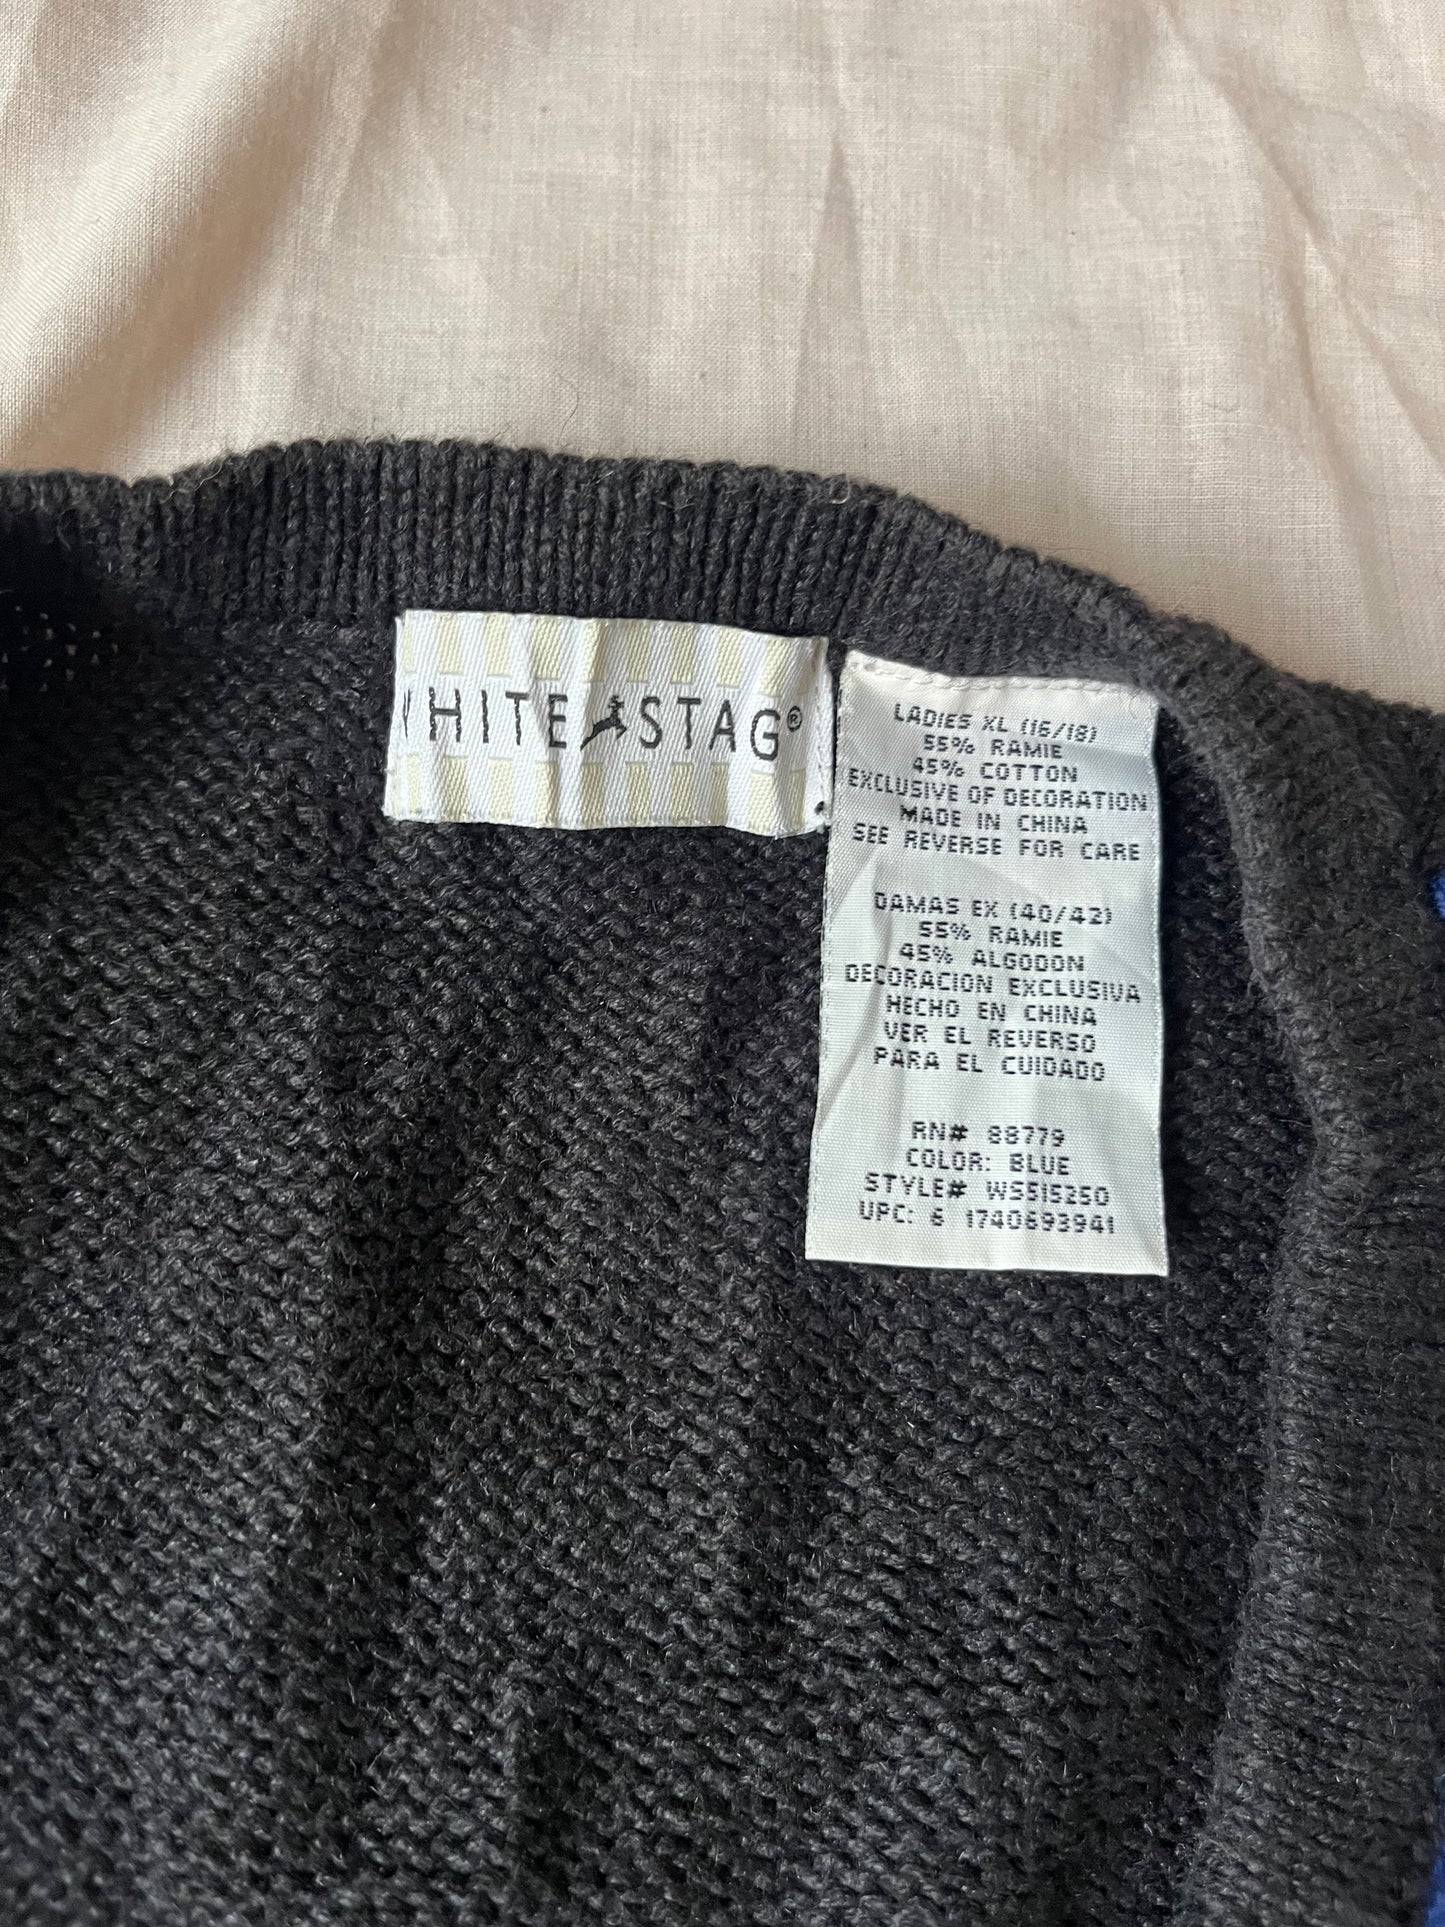 WHITE STAG®
LADIES XL (16/18)
55% RAMIE
45% COTTON
EXCLUSIVE OF DECORATION
MADE IN CHINA
SEE REVERSE FOR CARE
DAMAS EX (40/42)
55% RAMIE
45% ALGODON
DECORACION EXCLUSIVA
HECHO EN CHINA
VER EL REVERSO
PARA EL CUIDADO
RN# 88779
COLOR: BLUE
STYLE# WS515250
UPC: 6 1740693941